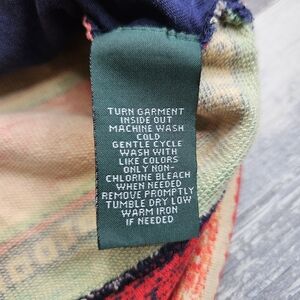 TURN GARMENT
INSIDE OUT
MACHINE WASH
COLD
GENTLE CYCLE
WASH WITH
LIKE COLORS
ONLY NON-
CHLORINE BLEACH
WHEN NEEDED
REMOVE PROMPTLY
TUMBLE DRY LOW
WARM IRON
IF NEEDED